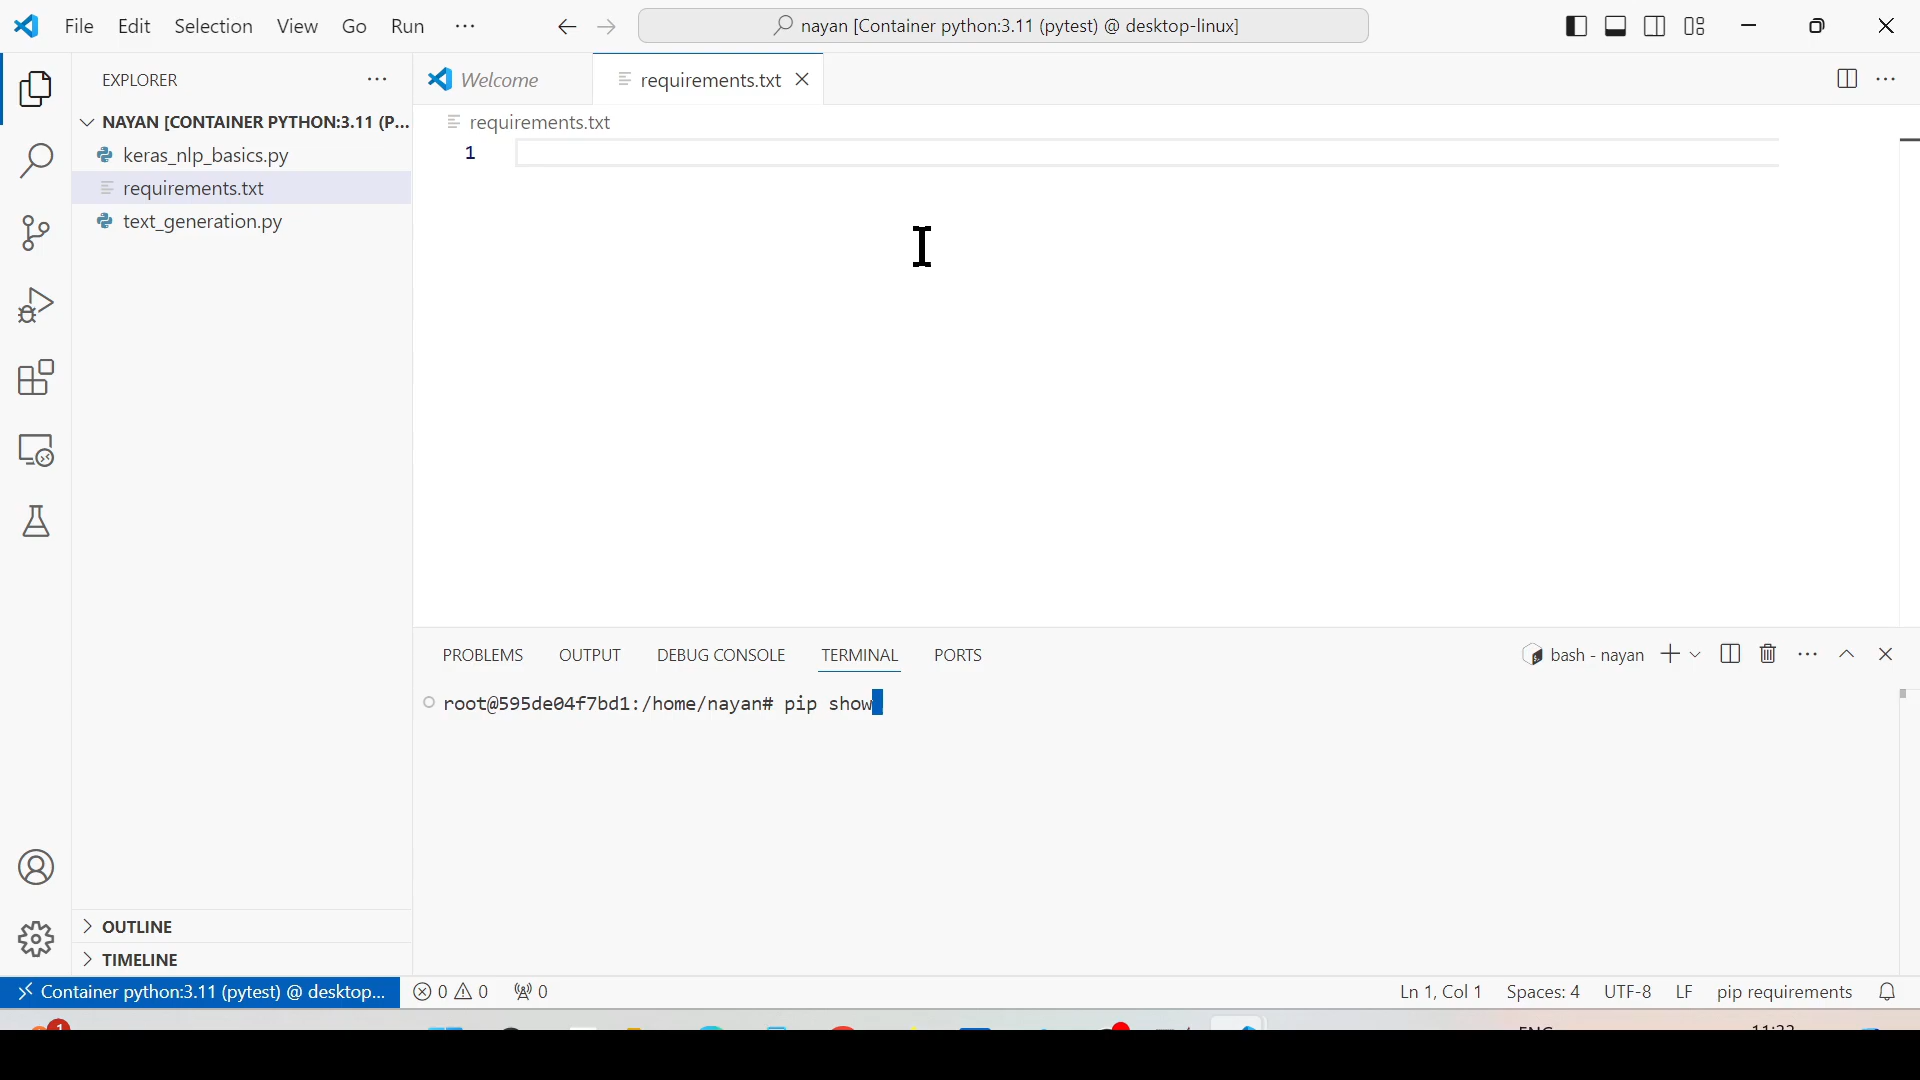 File Edit Selection View Go Run ···
nayan [Container python:3.11 (pytest) @ desktop-linux]
EXPLORER ···
NAYAN [CONTAINER PYTHON:3.11 (P...
keras_nlp_basics.py
requirements.txt
text_generation.py
OUTLINE
TIMELINE
Welcome
requirements.txt
requirements.txt
1
PROBLEMS OUTPUT DEBUG CONSOLE TERMINAL PORTS
bash - nayan
root@595de04f7bd1:/home/nayan# pip show
Container python:3.11 (pytest) @ desktop...
0 0 0
Ln 1, Col 1 Spaces: 4 UTF-8 LF pip requirements
1